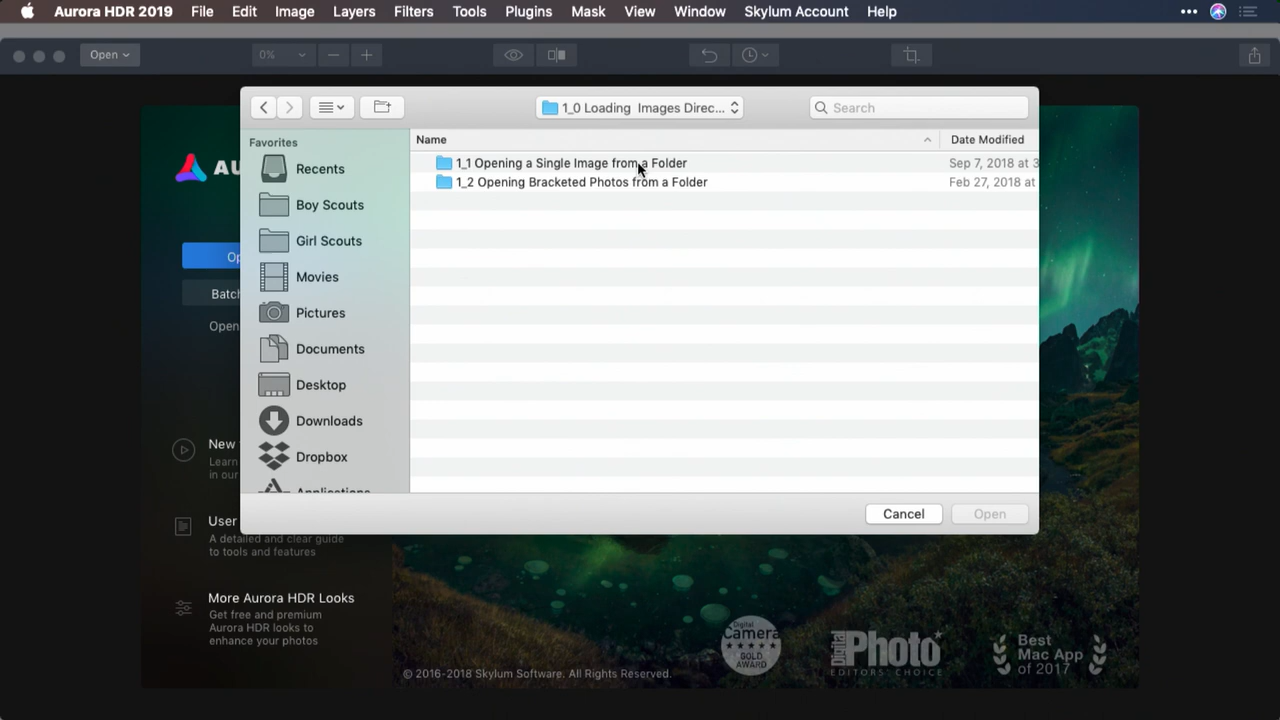 Aurora HDR 2019 File Edit Image Layers Filters Tools Plugins Mask View Window Skylum Account Help
Open 0%
1_0 Loading Images Direc... Search
Favorites
Recents
Boy Scouts
Girl Scouts
Movies
Pictures
Documents
Desktop
Downloads
Dropbox
Applications
Name Date Modified
1_1 Opening a Single Image from a Folder Sep 7, 2018 at 3
1_2 Opening Bracketed Photos from a Folder Feb 27, 2018 at
Cancel Open
AU
Op
Batch
Open
New
Learn
in our
User
A detailed and clear guide
to tools and features
More Aurora HDR Looks
Get free and premium
Aurora HDR looks to
enhance your photos
© 2016-2018 Skylum Software. All Rights Reserved.
Digital
Camera
GOLD
AWARD
Digital Photo
EDITORS' CHOICE
Best
Mac App
of 2017